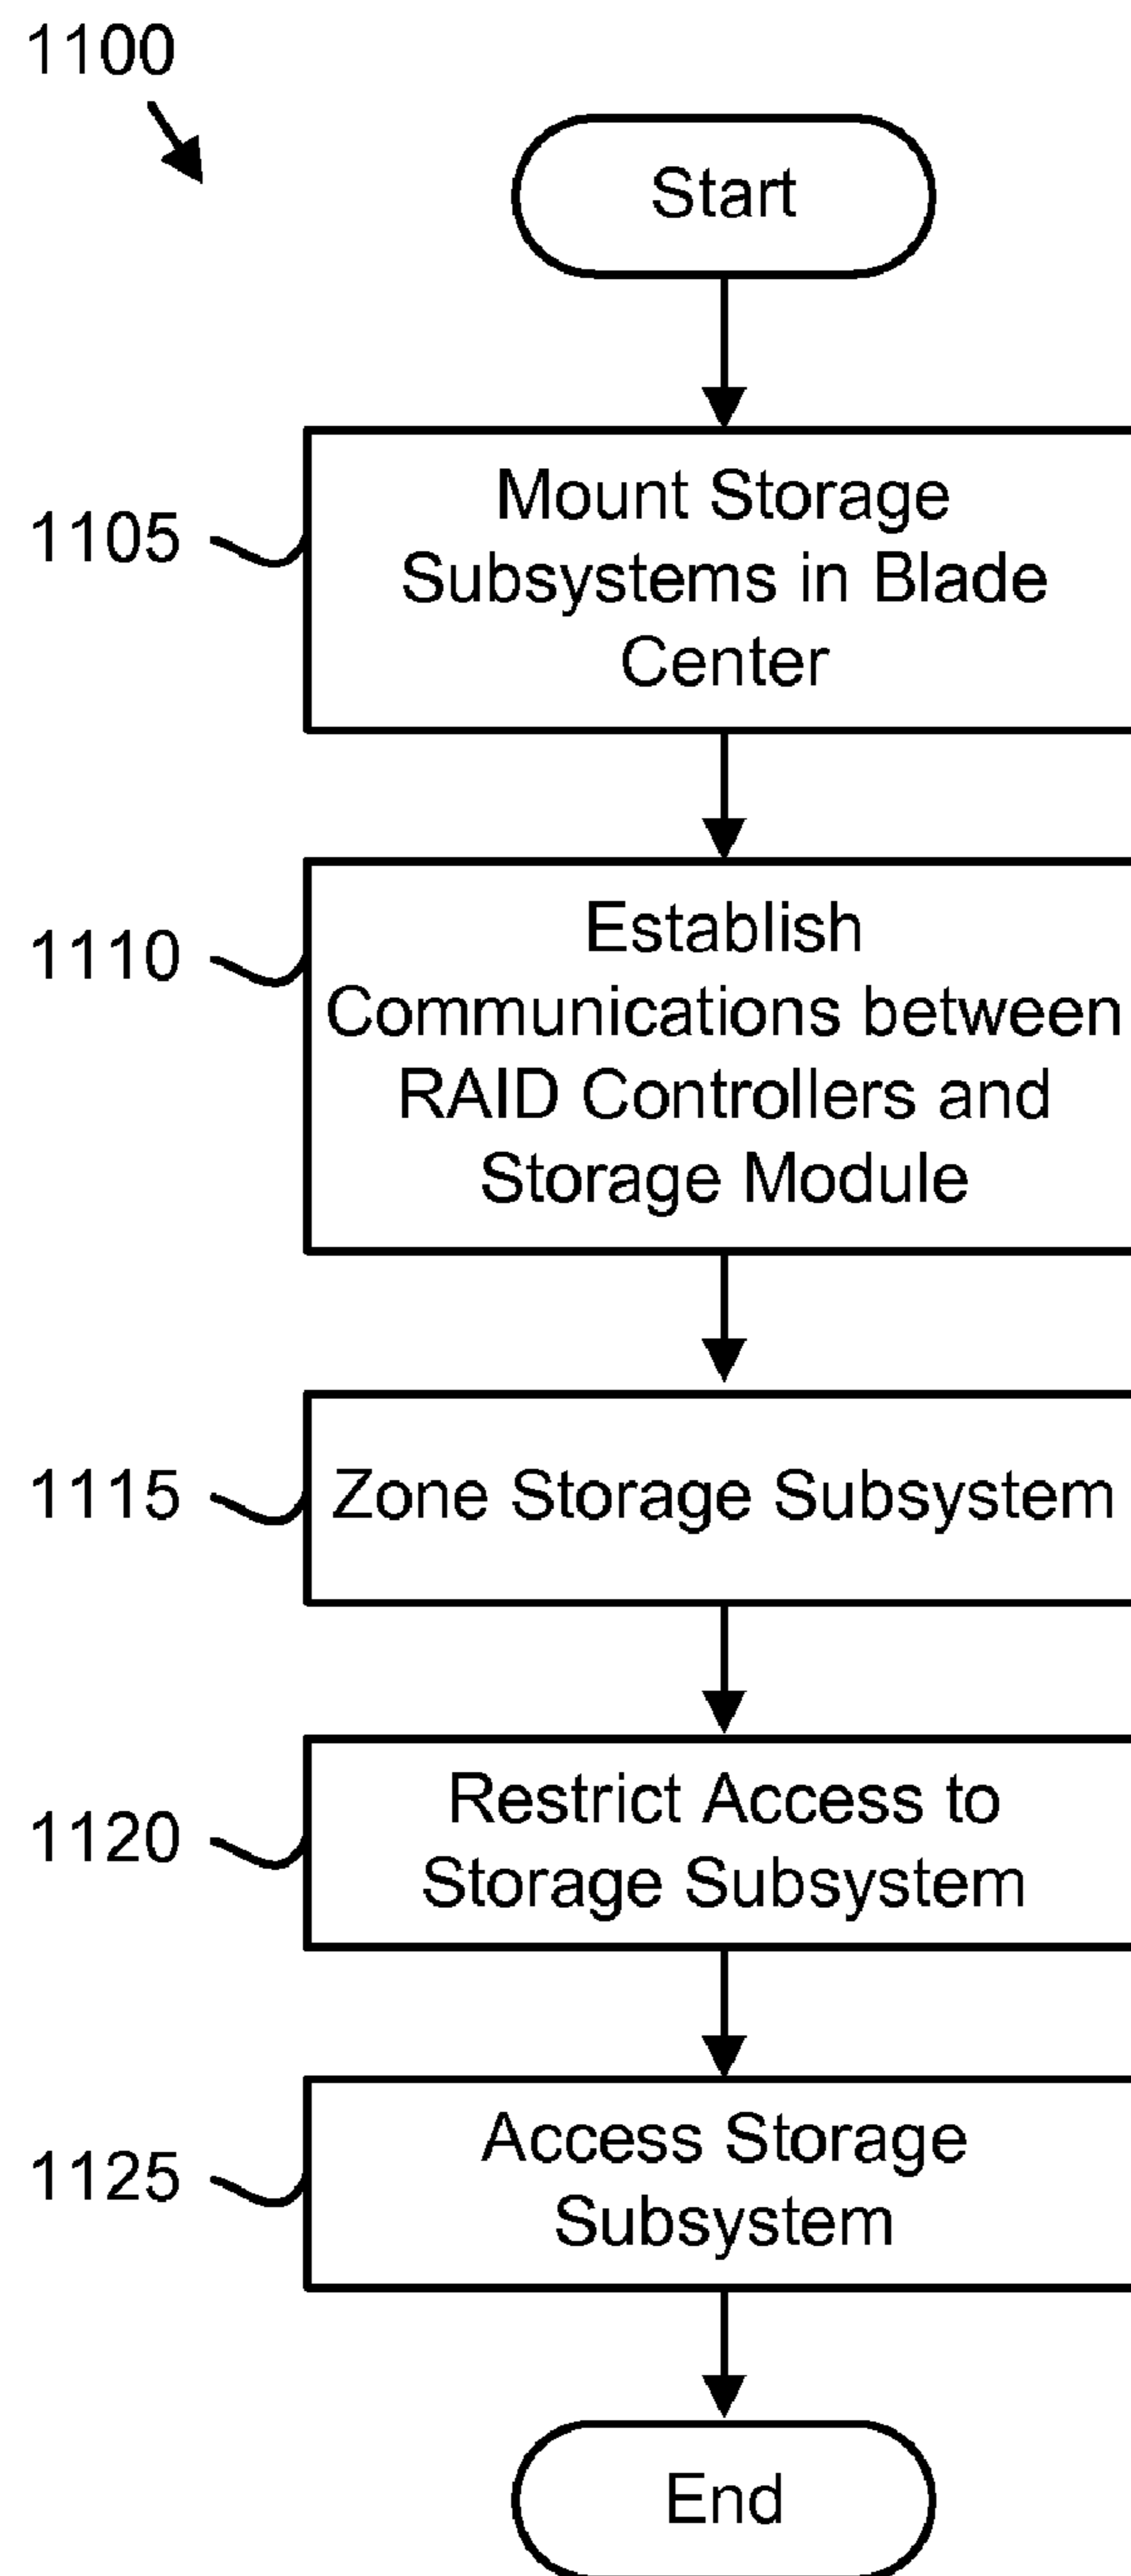 1100
Start
1105
Mount Storage
Subsystems in Blade
Center
1110
Establish
Communications between
RAID Controllers and
Storage Module
1115
Zone Storage Subsystem
1120
Restrict Access to
Storage Subsystem
1125
Access Storage
Subsystem
End